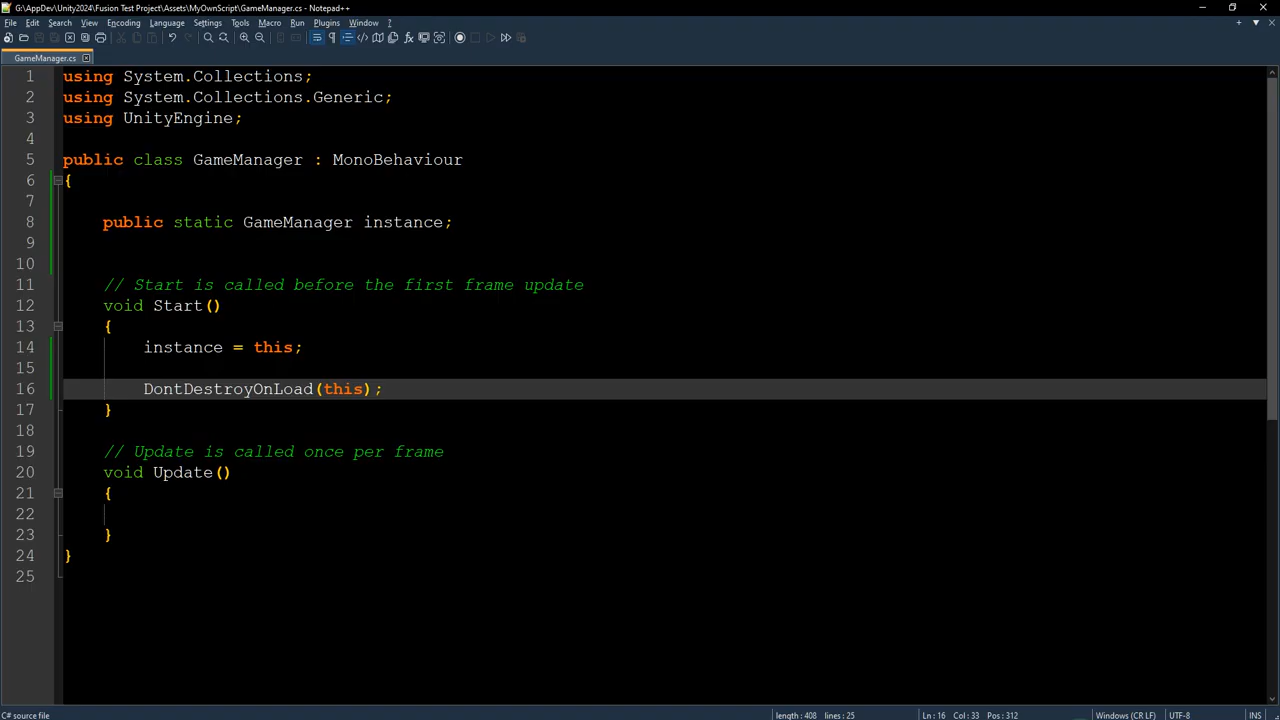 G:\AppDev\Unity2024\Fusion Test Project\Assets\MyOwnScript\GameManager.cs - Notepad++
File Edit Search View Encoding Language Settings Tools Macro Run Plugins Window ?
GameManager.cs
1 using System.Collections;
2 using System.Collections.Generic;
3 using UnityEngine;
4
5 public class GameManager : MonoBehaviour
6 {
7
8 public static GameManager instance;
9
10
11 // Start is called before the first frame update
12 void Start()
13 {
14 instance = this;
15
16 DontDestroyOnLoad(this);
17 }
18
19 // Update is called once per frame
20 void Update()
21 {
22
23 }
24 }
25
C# source file length: 408 lines: 25 Ln: 16 Col: 33 Pos: 312 Windows (CR LF) UTF-8 INS